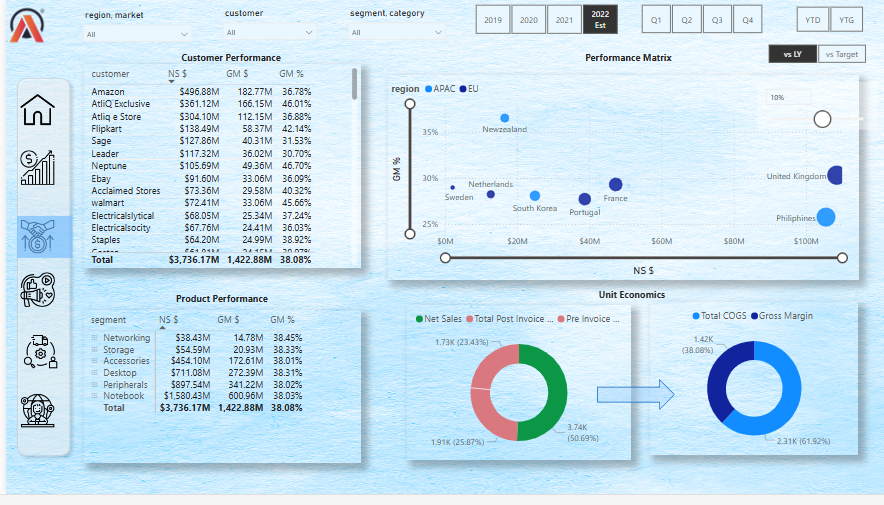 region, market
customer
segment, category
All
All
All
2019
2020
2021
2022 Est
Q1
Q2
Q3
Q4
YTD
YTG
vs LY
vs Target
Customer Performance
customer NS $ GM $ GM %
Amazon $496.88M 182.77M 36.78%
AtliQ Exclusive $361.12M 166.15M 46.01%
Atliq e Store $304.10M 112.15M 36.88%
Flipkart $138.49M 58.37M 42.14%
Sage $127.86M 40.31M 31.53%
Leader $117.32M 36.02M 30.70%
Neptune $105.69M 49.36M 46.70%
Ebay $91.60M 33.06M 36.09%
Acclaimed Stores $73.36M 29.58M 40.32%
walmart $72.41M 33.06M 45.66%
Electricalslytical $68.05M 25.34M 37.24%
Electricalsocity $67.76M 24.41M 36.03%
Staples $64.20M 24.99M 38.92%
Total $3,736.17M 1,422.88M 38.08%
Performance Matrix
region APAC EU
10%
GM %
35%
30%
25%
Newzealand
United Kingdom
Netherlands
Sweden
South Korea
France
Portugal
Philiphines
$0M $20M $40M $60M $80M $100M
NS $
Product Performance
segment NS $ GM $ GM %
Networking $38.43M 14.78M 38.45%
Storage $54.59M 20.93M 38.33%
Accessories $454.10M 172.61M 38.01%
Desktop $711.08M 272.39M 38.31%
Peripherals $897.54M 341.22M 38.02%
Notebook $1,580.43M 600.96M 38.03%
Total $3,736.17M 1,422.88M 38.08%
Unit Economics
Net Sales Total Post Invoice ... Pre Invoice ...
1.73K (23.43%)
1.91K (25.87%)
3.74K
(50.69%)
Total COGS Gross Margin
1.42K
(38.08%)
2.31K (61.92%)